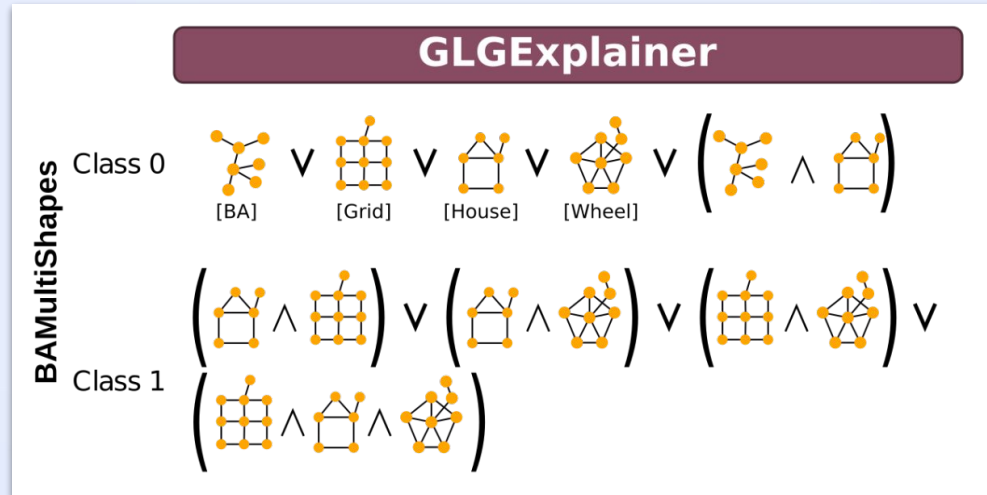 GLGExplainer
BAMultiShapes
Class 0
∨ ∨ ∨ ∨ ( ∧ )
[BA] [Grid] [House] [Wheel]
Class 1
( ∧ ) ∨ ( ∧ ) ∨ ( ∧ ) ∨
( ∧ ∧ )